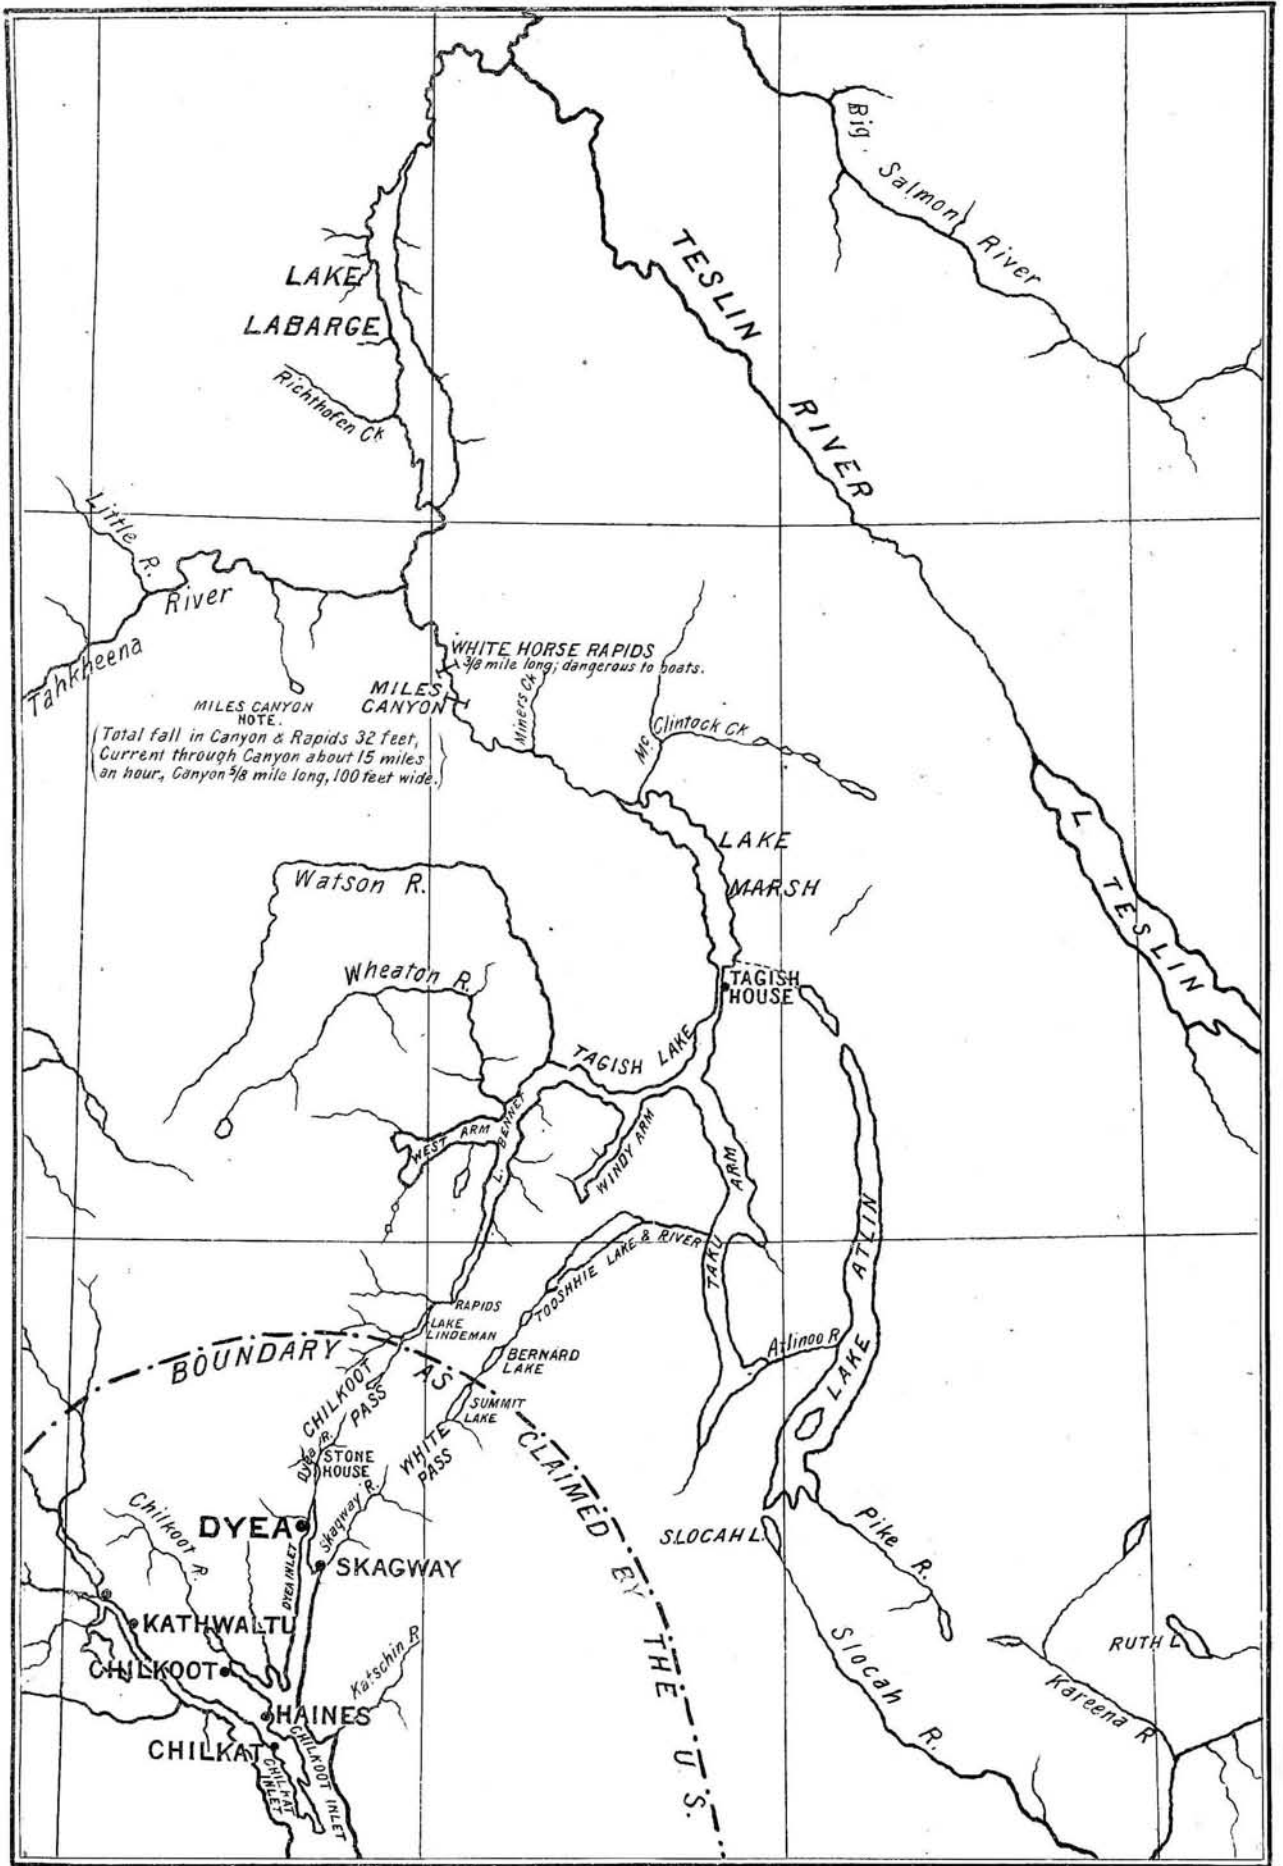 Big Salmon River
TESLIN RIVER
LAKE
LABARGE
Richthofen Ck.
Little R.
Tahkheena River
WHITE HORSE RAPIDS
3/8 mile long; dangerous to boats.
MILES
CANYON
MILES CANYON
NOTE.
Total fall in Canyon & Rapids 32 feet,
Current through Canyon about 15 miles
an hour, Canyon 5/8 mile long, 100 feet wide.
Miners Ck
Mc Clintock Ck
LAKE
MARSH
L TESLIN
Watson R.
Wheaton R.
TAGISH
HOUSE
TAGISH LAKE
WEST ARM
L. BENNET
WINDY ARM
TAKU ARM
LAKE ATLIN
TOOSHHIE LAKE & RIVER
RAPIDS
LAKE
LINDEMAN
BERNARD
LAKE
Atlinoo R
BOUNDARY AS CLAIMED BY THE U.S.
CHILKOOT
PASS
SUMMIT
LAKE
WHITE
PASS
Dyea R.
STONE
HOUSE
Skagway R.
Chilkoot R.
DYEA
DYEA INLET
SKAGWAY
SLOCAH L.
Pike R.
KATHWALTU
CHILKOOT
Katschin R
HAINES
CHILKAT
CHILKAT
INLET
CHILKOOT INLET
Slocah R.
RUTH L
Kareena R